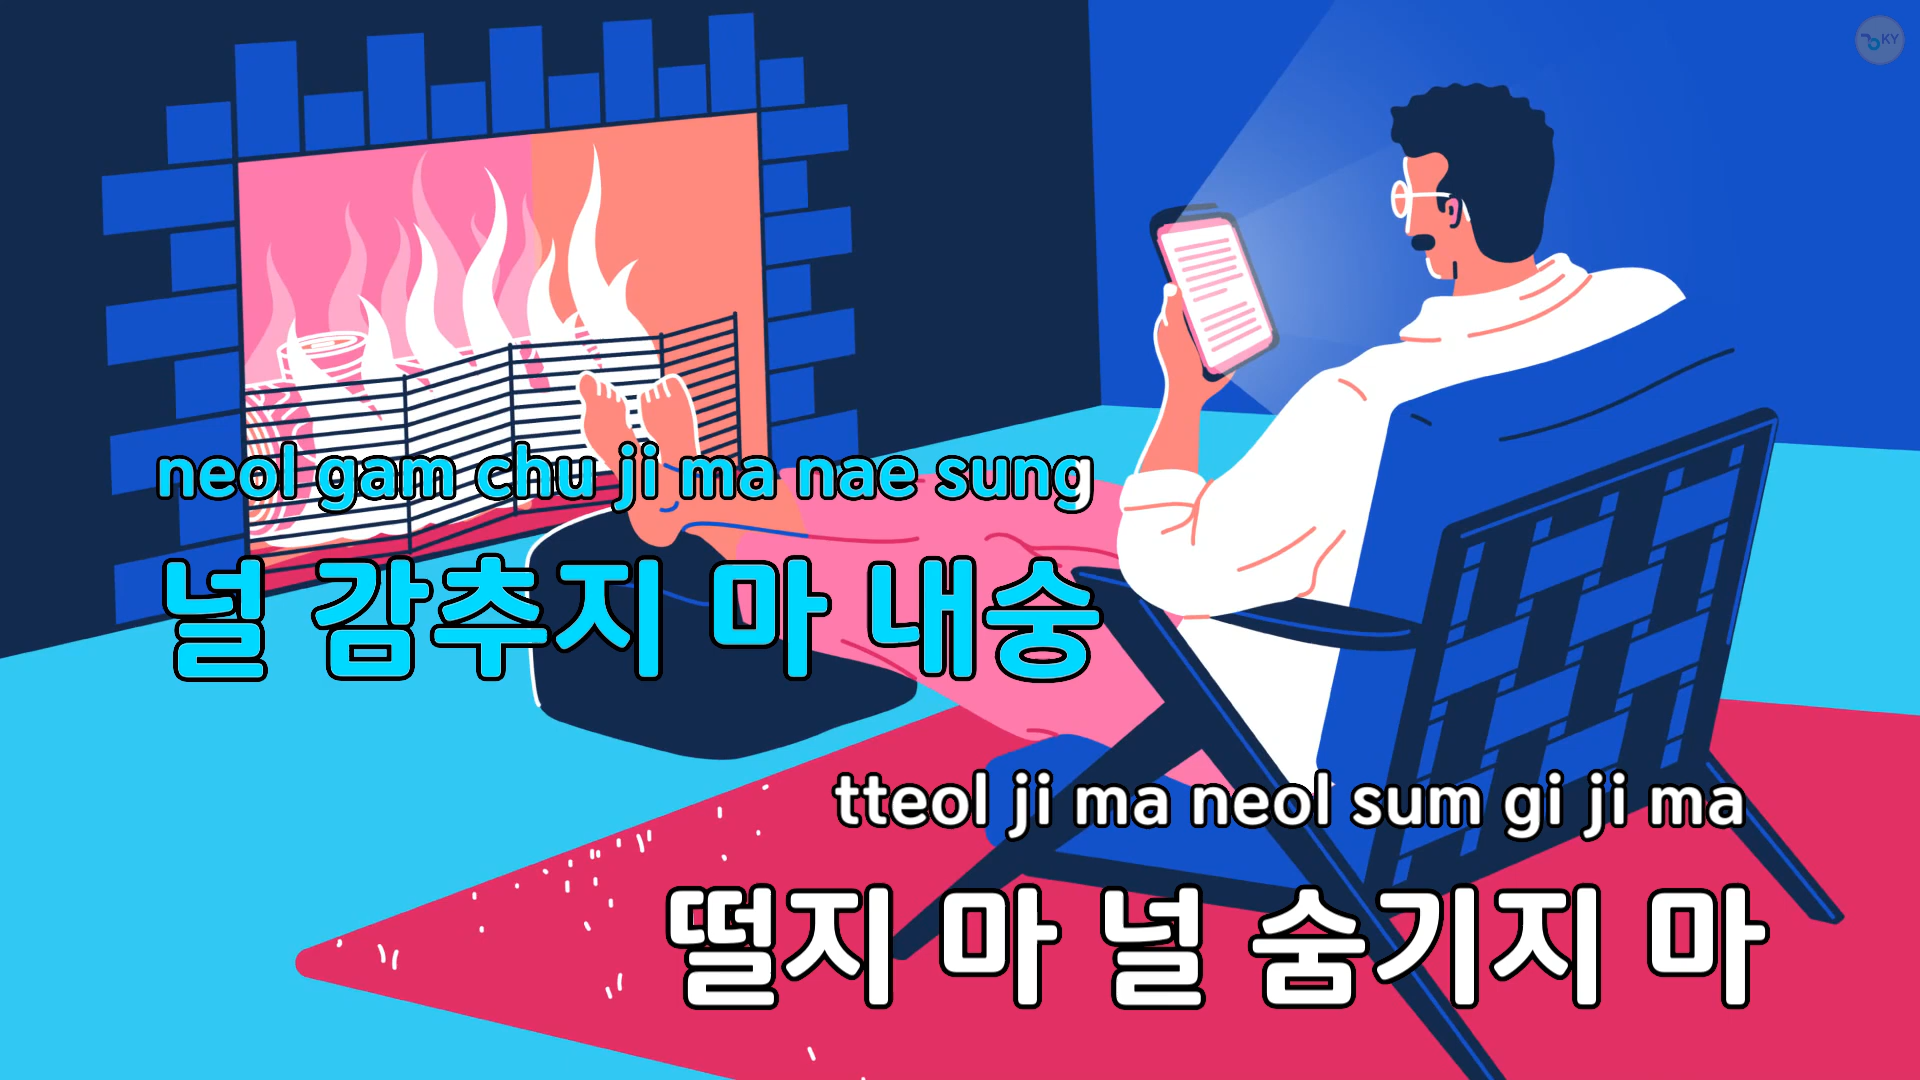 KY
neol gam chu ji ma nae sung
널 감추지 마 내숭
tteol ji ma neol sum gi ji ma
떨지 마 널 숨기지 마